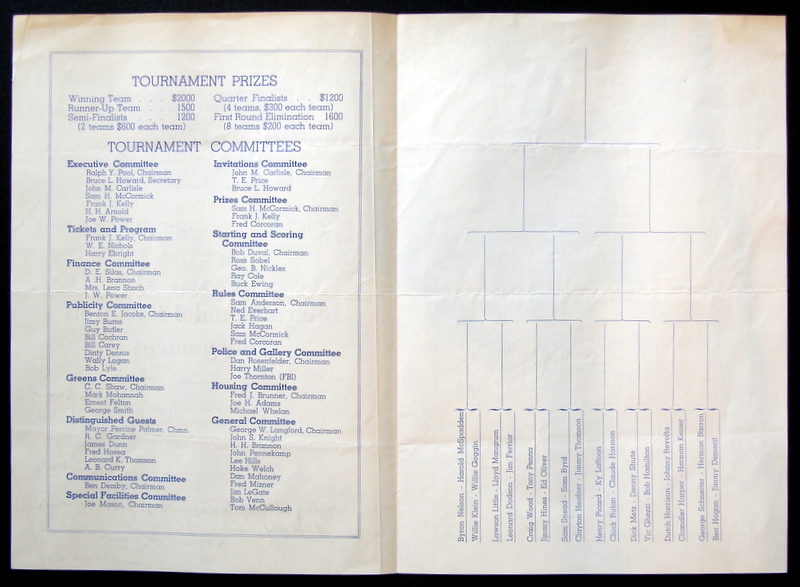 TOURNAMENT PRIZES
Winning Team . . . $2000
Runner-Up Team . . 1500
Semi-Finalists . . . 1200
(2 teams $600 each team)
Quarter Finalists . . $1200
(4 teams, $300 each team)
First Round Elimination 1600
(8 teams $200 each team)
TOURNAMENT COMMITTEES
Executive Committee
Ralph Y. Pool, Chairman
Bruce L. Howard, Secretary
John M. Carlisle
Sam H. McCormick
Frank J. Kelly
H. H. Arnold
Joe W. Power
Tickets and Program
Frank J. Kelly, Chairman
W. E. Nichols
Harry Ebright
Finance Committee
D. E. Silas, Chairman
A. H. Brannon
Mrs. Lena Shoch
J. W. Power
Publicity Committee
Benton E. Jacobs, Chairman
Jimy Burns
Guy Butler
Bill Cochran
Bill Carey
Dinty Dennis
Wally Logan
Bob Lyle
Greens Committee
C. C. Shaw, Chairman
Mark Mohannah
Ernest Felton
George Smith
Distinguished Guests
Mayor Perrine Palmer, Chmn.
R. C. Gardner
James Dunn
Fred Hosea
Leonard K. Thomson
A. B. Curry
Communications Committee
Ben Demby, Chairman
Special Facilities Committee
Joe Mason, Chairman
Invitations Committee
John M. Carlisle, Chairman
T. E. Price
Bruce L. Howard
Prizes Committee
Sam H. McCormick, Chairman
Frank J. Kelly
Fred Corcoran
Starting and Scoring
Committee
Bob Duval, Chairman
Ross Sobel
Geo. B. Nickles
Ray Cole
Buck Ewing
Rules Committee
Sam Anderson, Chairman
Ned Everhart
T. E. Price
Jack Hagan
Sam McCormick
Fred Corcoran
Police and Gallery Committee
Dan Rosenfelder, Chairman
Harry Miller
Joe Thornton (FBI)
Housing Committee
Fred J. Brunner, Chairman
Joe H. Adams
Michael Whelan
General Committee
George W. Langford, Chairman
John S. Knight
H. H. Brannon
John Pennekamp
Lee Hills
Hoke Welch
Dan Mahoney
Fred Mizner
Jim LeGate
Bob Venn
Tom McCullough
Byron Nelson - Harold McSpadden
Willie Klein - Willie Goggin
Lawson Little - Lloyd Mangrum
Leonard Dodson - Jim Ferrier
Craig Wood - Tony Penna
Jimmy Hines - Ed Oliver
Sam Snead - Sam Byrd
Clayton Heafner - Jimmy Thomson
Henry Picard - Ky Laffoon
Chick Rutan - Claude Harmon
Dick Metz - Denny Shute
Vic Ghezzi - Bob Hamilton
Dutch Harrison - Johnny Revolta
Chandler Harper - Herman Keiser
George Schneiter - Herman Barron
Ben Hogan - Jimmy Demaret